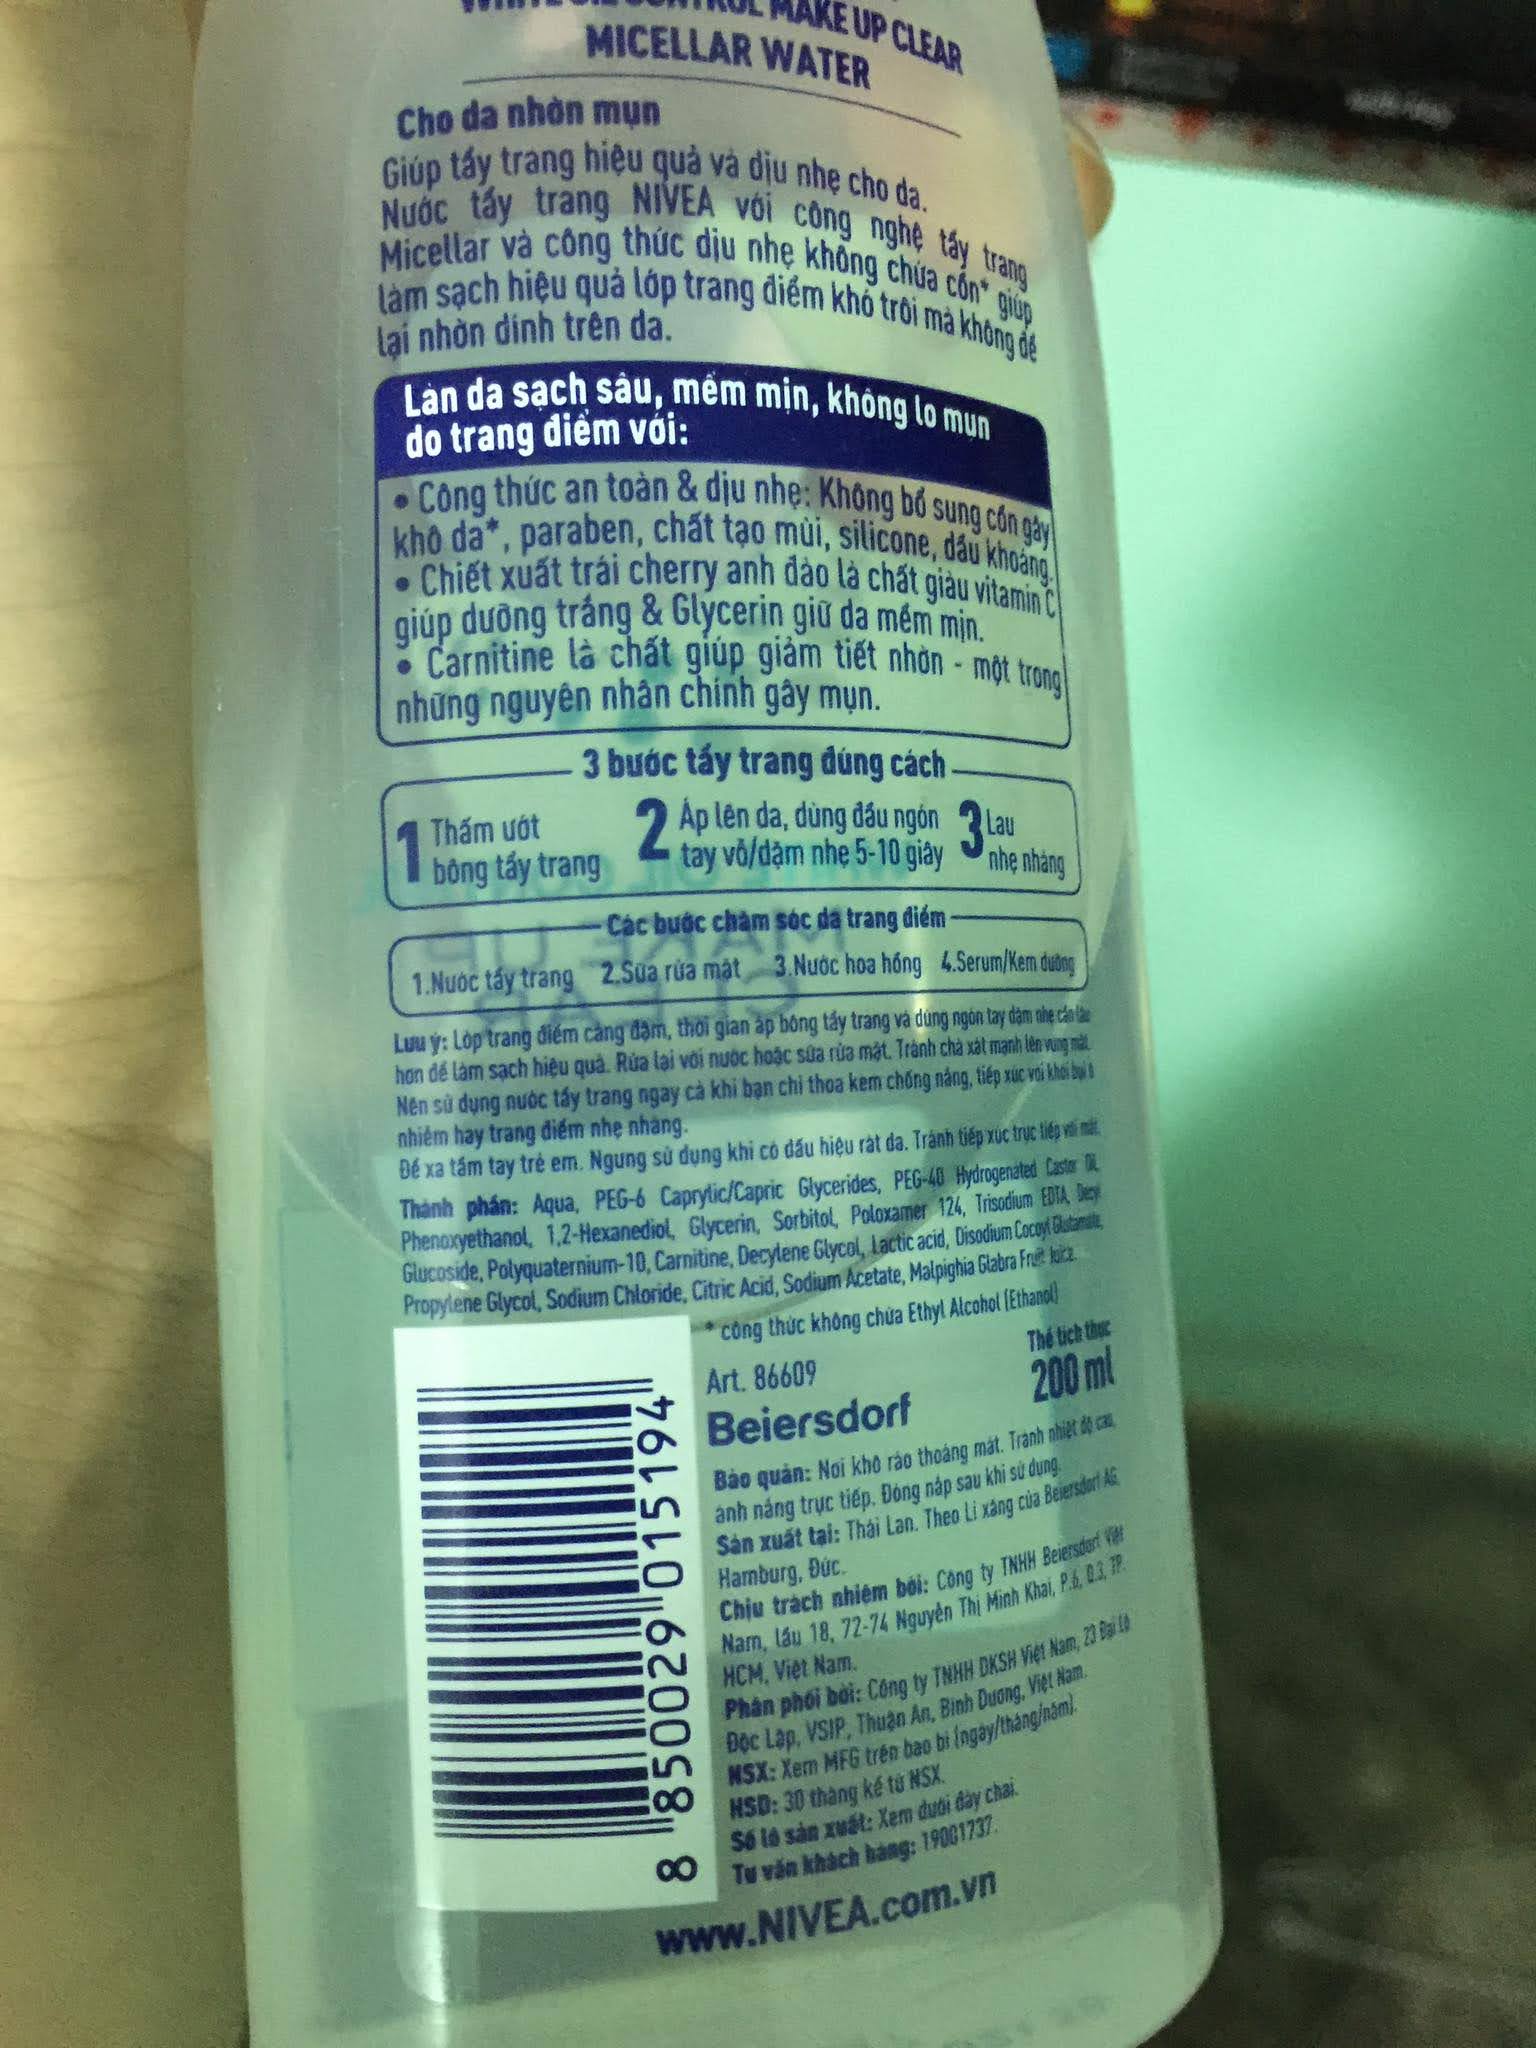 WHITE OIL CONTROL MAKE UP CLEAR
MICELLAR WATER
Cho da nhờn mụn
Giúp tẩy trang hiệu quả và dịu nhẹ cho da.
Nước tẩy trang NIVEA với công nghệ tẩy trang
Micellar và công thức dịu nhẹ không chứa cồn* giúp
làm sạch hiệu quả lớp trang điểm khó trôi mà không để
lại nhờn dính trên da.
Làn da sạch sâu, mềm mịn, không lo mụn
do trang điểm với:
• Công thức an toàn & dịu nhẹ: Không bổ sung cồn gây
khô da*, paraben, chất tạo mùi, silicone, dầu khoáng.
• Chiết xuất trái cherry anh đào là chất giàu vitamin C
giúp dưỡng trắng & Glycerin giữ da mềm mịn.
• Carnitine là chất giúp giảm tiết nhờn - một trong
những nguyên nhân chính gây mụn.
3 bước tẩy trang đúng cách
1 Thấm ướt
bông tẩy trang
2 Áp lên da, dùng đầu ngón
tay vỗ/dặm nhẹ 5-10 giây
3 Lau
nhẹ nhàng
Các bước chăm sóc da trang điểm
1.Nước tẩy trang 2.Sữa rửa mặt 3.Nước hoa hồng 4.Serum/Kem dưỡng
Lưu ý: Lớp trang điểm càng đậm, thời gian áp bông tẩy trang và dùng ngón tay dặm nhẹ cần lâu
hơn để làm sạch hiệu quả. Rửa lại với nước hoặc sữa rửa mặt. Tránh chà xát mạnh lên vùng mắt.
Nên sử dụng nước tẩy trang ngay cả khi bạn chỉ thoa kem chống nắng, tiếp xúc với khói bụi ô
nhiễm hay trang điểm nhẹ nhàng.
Để xa tầm tay trẻ em. Ngưng sử dụng khi có dấu hiệu rát da. Tránh tiếp xúc trực tiếp với mắt.
Thành phần: Aqua, PEG-6 Caprylic/Capric Glycerides, PEG-40 Hydrogenated Castor Oil,
Phenoxyethanol, 1,2-Hexanediol, Glycerin, Sorbitol, Poloxamer 124, Trisodium EDTA, Decyl
Glucoside, Polyquaternium-10, Carnitine, Decylene Glycol, Lactic acid, Disodium Cocoyl Glutamate,
Propylene Glycol, Sodium Chloride, Citric Acid, Sodium Acetate, Malpighia Glabra Fruit Juice.
* công thức không chứa Ethyl Alcohol (Ethanol)
Art. 86609
Thể tích thực
200 ml
Beiersdorf
Bảo quản: Nơi khô ráo thoáng mát. Tránh nhiệt độ cao,
ánh nắng trực tiếp. Đóng nắp sau khi sử dụng.
Sản xuất tại: Thái Lan. Theo Li xăng của Beiersdorf AG,
Hamburg, Đức.
Chịu trách nhiệm bởi: Công ty TNHH Beiersdorf Việt
Nam, lầu 18, 72-74 Nguyễn Thị Minh Khai, P.6, Q.3, TP.
HCM, Việt Nam.
Phân phối bởi: Công ty TNHH DKSH Việt Nam, 23 Đại Lộ
Độc Lập, VSIP, Thuận An, Bình Dương, Việt Nam.
NSX: Xem MFG trên bao bì (ngày/tháng/năm).
HSD: 30 tháng kể từ NSX.
Số lô sản xuất: Xem dưới đáy chai.
Tư vấn khách hàng: 19001737.
www.NIVEA.com.vn
8 850029 015194